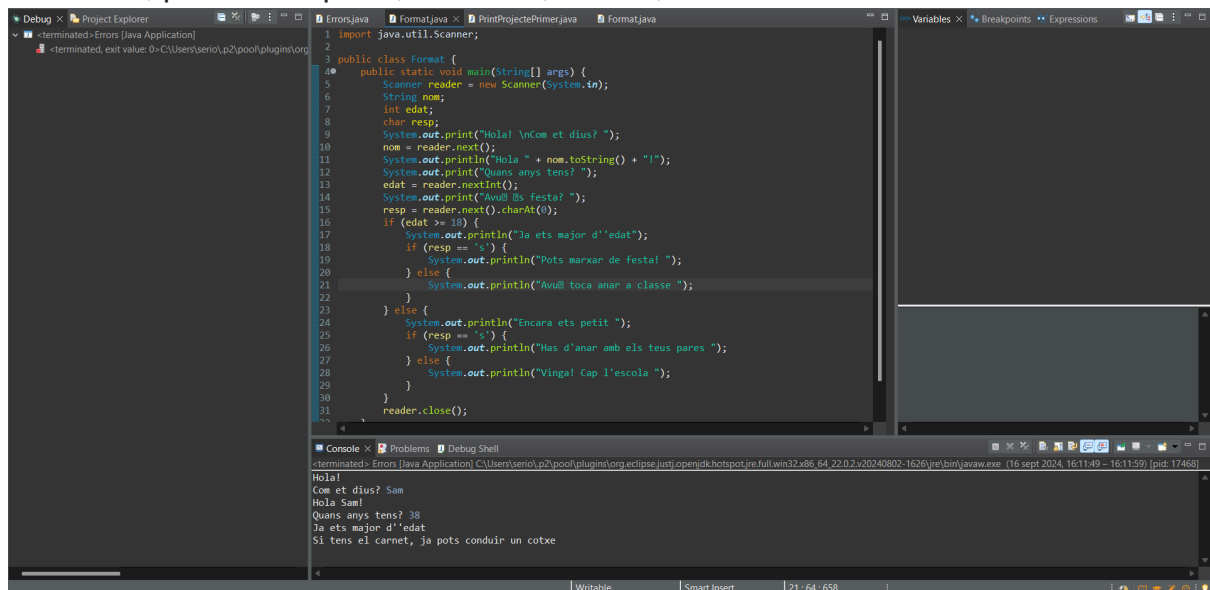 Debug × Project Explorer
<terminated>Errors [Java Application]
<terminated, exit value: 0>C:\Users\serio\.p2\pool\plugins\org
Errors.java Format.java × PrintProjectePrimer.java Format.java
1 import java.util.Scanner;
2
3 public class Format {
4 public static void main(String[] args) {
5 Scanner reader = new Scanner(System.in);
6 String nom;
7 int edat;
8 char resp;
9 System.out.print("Hola! \nCom et dius? ");
10 nom = reader.next();
11 System.out.println("Hola " + nom.toString() + "!");
12 System.out.print("Quans anys tens? ");
13 edat = reader.nextInt();
14 System.out.print("Avu� �s festa? ");
15 resp = reader.next().charAt(0);
16 if (edat >= 18) {
17 System.out.println("Ja ets major d''edat");
18 if (resp == 's') {
19 System.out.println("Pots marxar de festa! ");
20 } else {
21 System.out.println("Avu� toca anar a classe ");
22 }
23 } else {
24 System.out.println("Encara ets petit ");
25 if (resp == 's') {
26 System.out.println("Has d'anar amb els teus pares ");
27 } else {
28 System.out.println("Vinga! Cap l'escola ");
29 }
30 }
31 reader.close();
Variables × Breakpoints Expressions
Console × Problems Debug Shell
<terminated> Errors [Java Application] C:\Users\serio\.p2\pool\plugins\org.eclipse.justj.openjdk.hotspot.jre.full.win32.x86_64_22.0.2.v20240802-1626\jre\bin\javaw.exe (16 sept 2024, 16:11:49 – 16:11:59) [pid: 17468]
Hola!
Com et dius? Sam
Hola Sam!
Quans anys tens? 38
Ja ets major d''edat
Si tens el carnet, ja pots conduir un cotxe
Writable Smart Insert 21 : 64 : 658